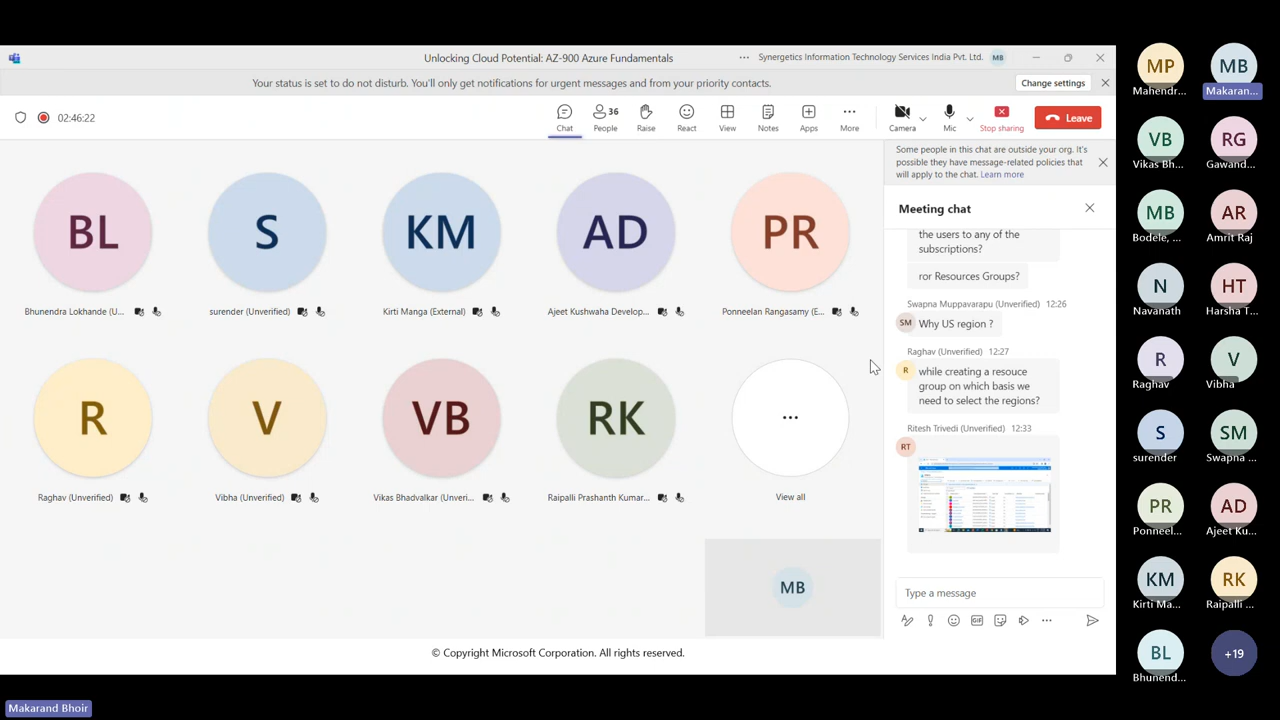 Unlocking Cloud Potential: AZ-900 Azure Fundamentals
Synergetics Information Technology Services India Pvt. Ltd.
MB
Your status is set to do not disturb. You'll only get notifications for urgent messages and from your priority contacts.
Change settings
02:46:22
Chat
36
People
Raise
React
View
Notes
Apps
More
Camera
Mic
Stop sharing
Leave
BL
S
KM
AD
PR
Bhunendra Lokhande (U...
surender (Unverified)
Kirti Manga (External)
Ajeet Kushwaha Develop...
Ponneelan Rangasamy (E...
R
V
VB
RK
Raghav (Unverified)
Vibha (Unverified)
Vikas Bhadvalkar (Unveri...
Raipalli Prashanth Kumar...
View all
MB
Some people in this chat are outside your org. It's
possible they have message-related policies that
will apply to the chat. Learn more
Meeting chat
the users to any of the
subscriptions?
ror Resources Groups?
Swapna Muppavarapu (Unverified) 12:26
SM
Why US region ?
Raghav (Unverified) 12:27
R
while creating a resouce
group on which basis we
need to select the regions?
Ritesh Trivedi (Unverified) 12:33
RT
Type a message
GIF
© Copyright Microsoft Corporation. All rights reserved.
Makarand Bhoir
MP
Mahendr...
MB
Makaran...
VB
Vikas Bh...
RG
Gawand...
MB
Bodele, ...
AR
Amrit Raj
N
Navanath
HT
Harsha T...
R
Raghav
V
Vibha
S
surender
SM
Swapna ...
PR
Ponneel...
AD
Ajeet Ku...
KM
Kirti Ma...
RK
Raipalli ...
BL
Bhunend...
+19